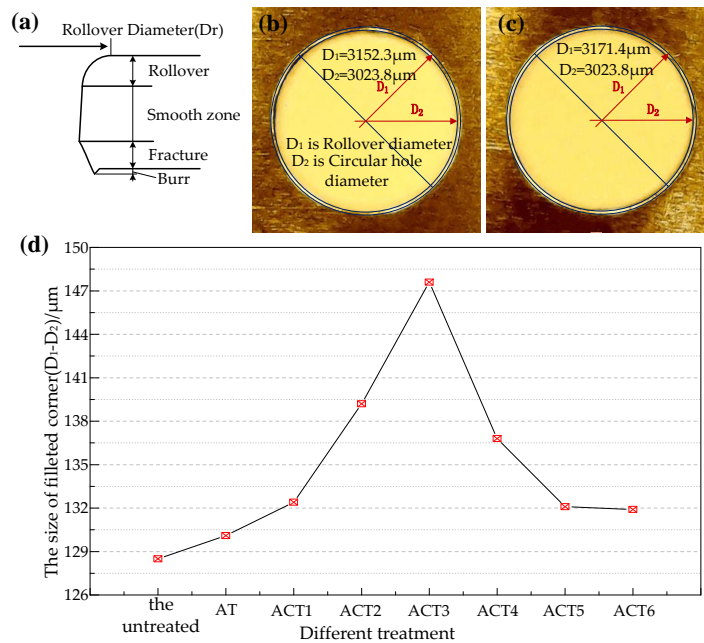 (a)
Rollover Diameter(Dr)
Rollover
Smooth zone
Fracture
Burr
(b)
D₁=3152.3μm
D₂=3023.8μm
D₁
D₂
D₁ is Rollover diameter
D₂ is Circular hole
diameter
(c)
D₁=3171.4μm
D₂=3023.8μm
D₁
D₂
(d)
The size of filleted corner(D₁-D₂)/μm
150
147
144
141
138
135
132
129
126
the
untreated
AT
ACT1
ACT2
ACT3
ACT4
ACT5
ACT6
Different treatment